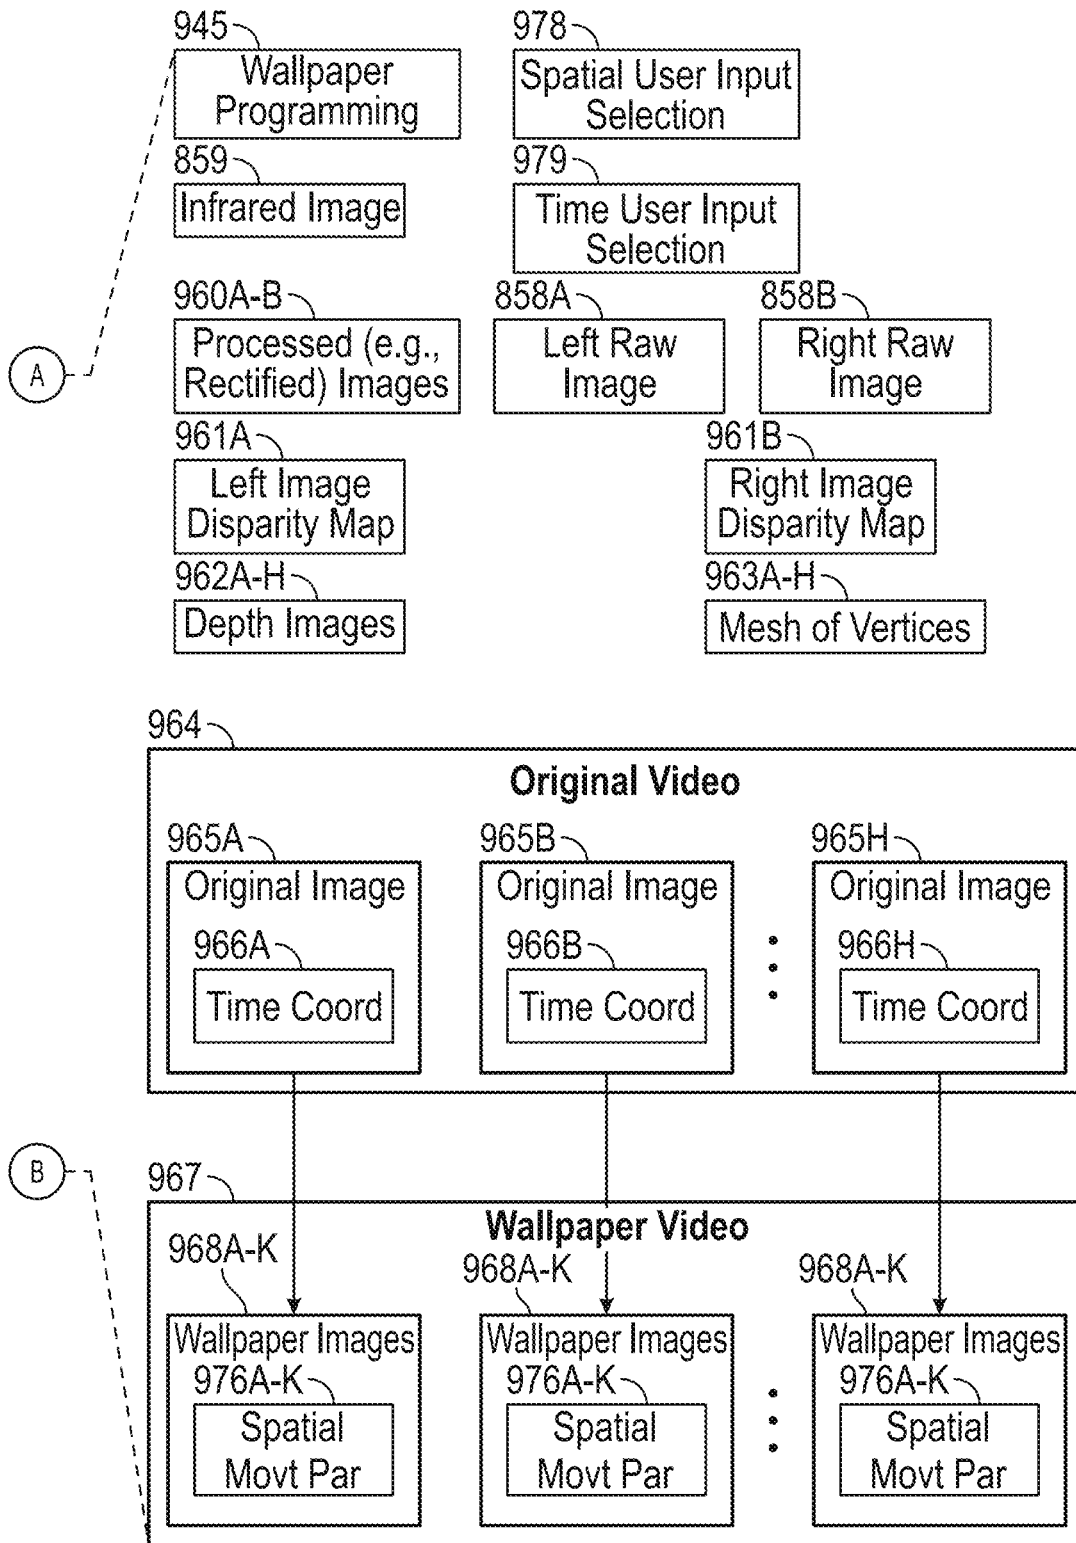 945
978
Wallpaper
Programming
Spatial User Input
Selection
859
979
Infrared Image
Time User Input
Selection
960A-B
858A
858B
Processed (e.g.,
Rectified) Images
Left Raw
Image
Right Raw
Image
A
961A
961B
Left Image
Disparity Map
Right Image
Disparity Map
962A-H
963A-H
Depth Images
Mesh of Vertices
964
Original Video
965A
965B
965H
Original Image
Original Image
Original Image
966A
966B
966H
Time Coord
Time Coord
Time Coord
B
967
Wallpaper Video
968A-K
968A-K
968A-K
Wallpaper Images
Wallpaper Images
Wallpaper Images
976A-K
976A-K
976A-K
Spatial
Movt Par
Spatial
Movt Par
Spatial
Movt Par